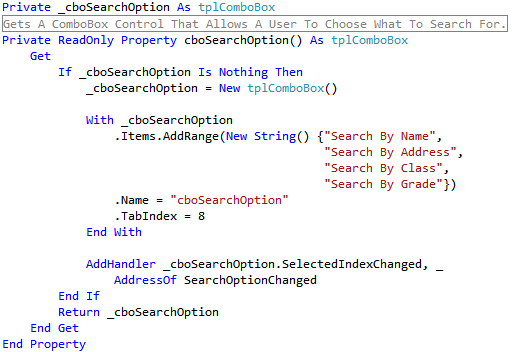 Private _cboSearchOption As tplComboBox
Gets A ComboBox Control That Allows A User To Choose What To Search For.
Private ReadOnly Property cboSearchOption() As tplComboBox
    Get
        If _cboSearchOption Is Nothing Then
            _cboSearchOption = New tplComboBox()

            With _cboSearchOption
                .Items.AddRange(New String() {"Search By Name",
                                              "Search By Address",
                                              "Search By Class",
                                              "Search By Grade"})
                .Name = "cboSearchOption"
                .TabIndex = 8
            End With

            AddHandler _cboSearchOption.SelectedIndexChanged, _
                AddressOf SearchOptionChanged
        End If
        Return _cboSearchOption
    End Get
End Property